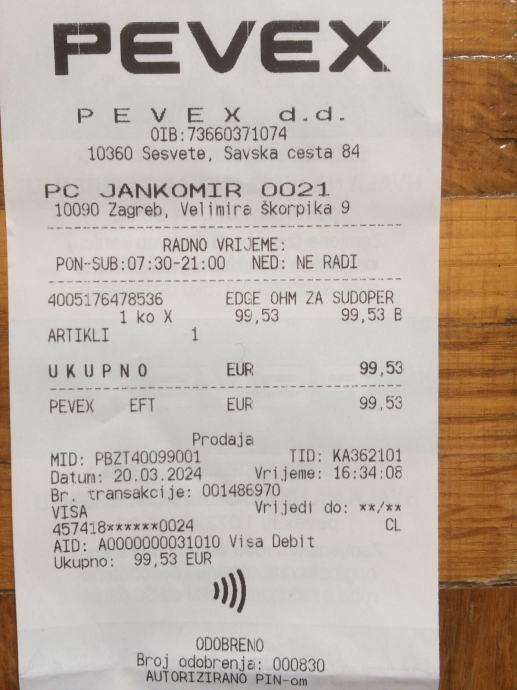 PEVEX
PEVEX d.d.
OIB:73660371074
10360 Sesvete, Savska cesta 84
PC JANKOMIR 0021
10090 Zagreb, Velimira Škorpika 9
RADNO VRIJEME:
PON-SUB:07:30-21:00 NED: NE RADI
4005176478536 EDGE OHM ZA SUDOPER
1 ko X 99,53 99,53 B
ARTIKLI 1
UKUPNO EUR 99,53
PEVEX EFT EUR 99,53
Prodaja
MID: PBZT40099001 TID: KA362101
Datum: 20.03.2024 Vrijeme: 16:34:08
Br. transakcije: 001486970
VISA Vrijedi do: **/**
457418******0024 CL
AID: A0000000031010 Visa Debit
Ukupno: 99,53 EUR
ODOBRENO
Broj odobrenja: 000830
AUTORIZIRANO PIN-om